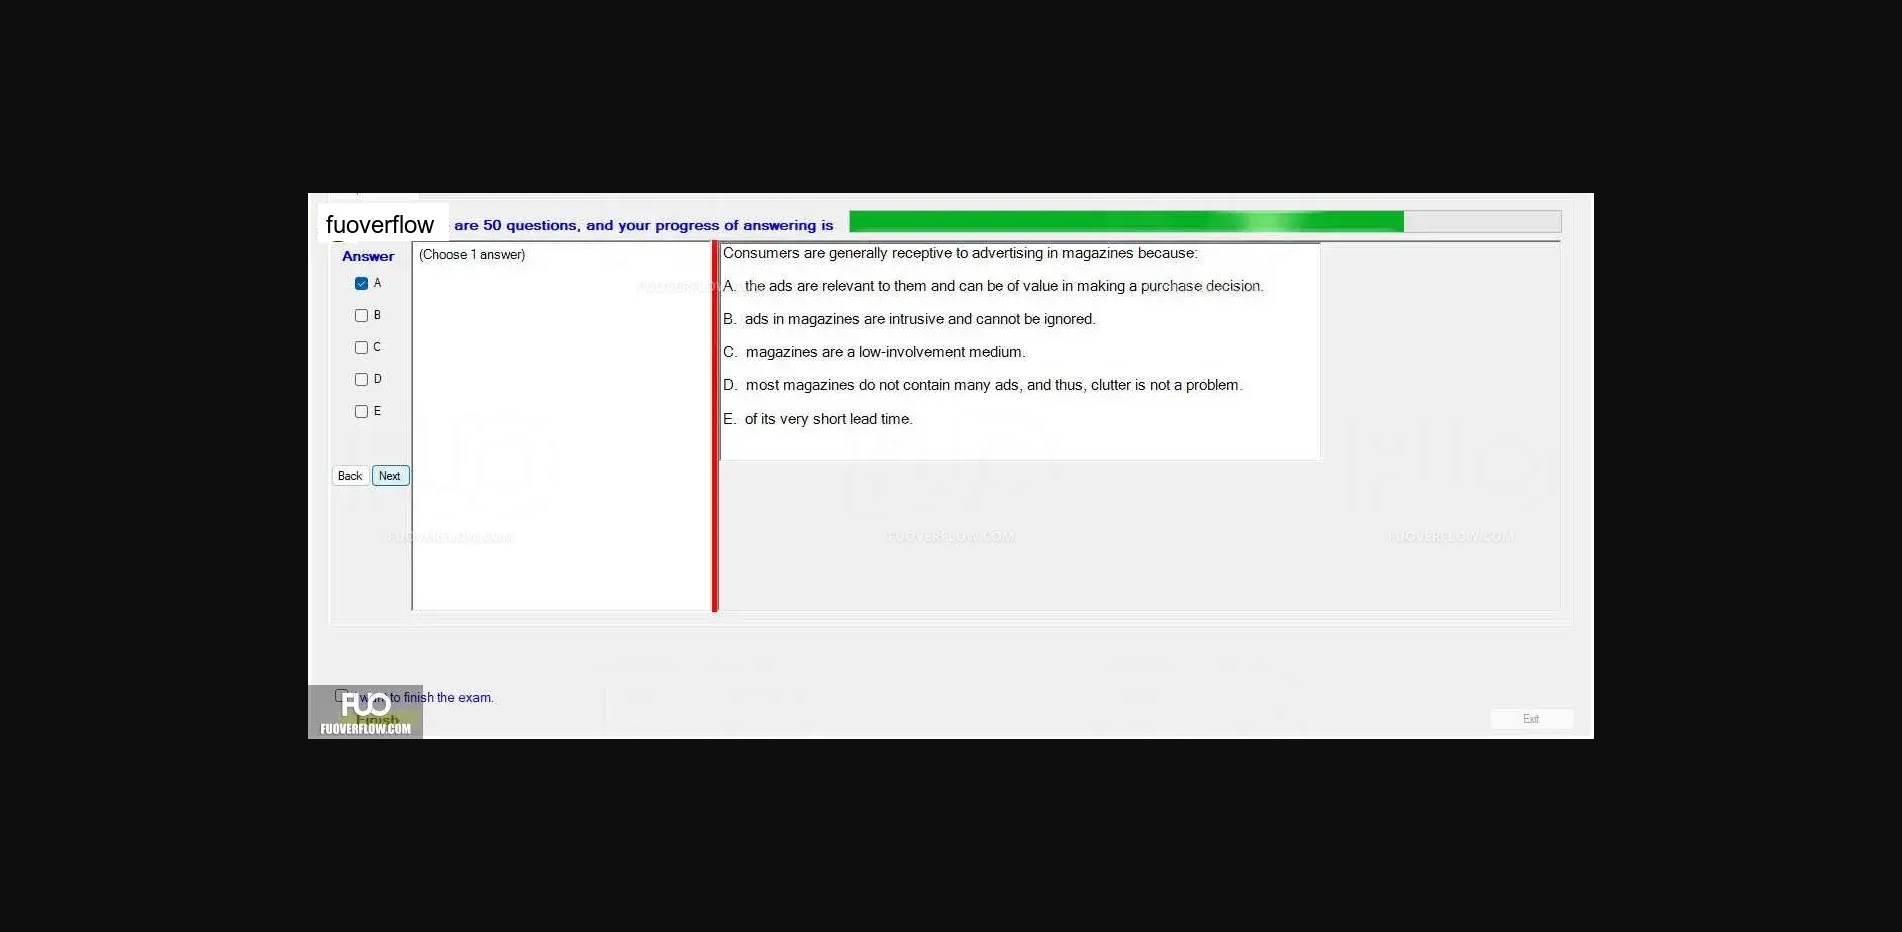 fuoverflow are 50 questions, and your progress of answering is
Answer
A
B
C
D
E
Back Next
(Choose 1 answer)
Consumers are generally receptive to advertising in magazines because:
A. the ads are relevant to them and can be of value in making a purchase decision.
B. ads in magazines are intrusive and cannot be ignored.
C. magazines are a low-involvement medium.
D. most magazines do not contain many ads, and thus, clutter is not a problem.
E. of its very short lead time.
FUOVERFLOW.COM FUOVERFLOW.COM FUOVERFLOW.COM
I want to finish the exam.
Finish
FUO
FUOVERFLOW.COM
Exit